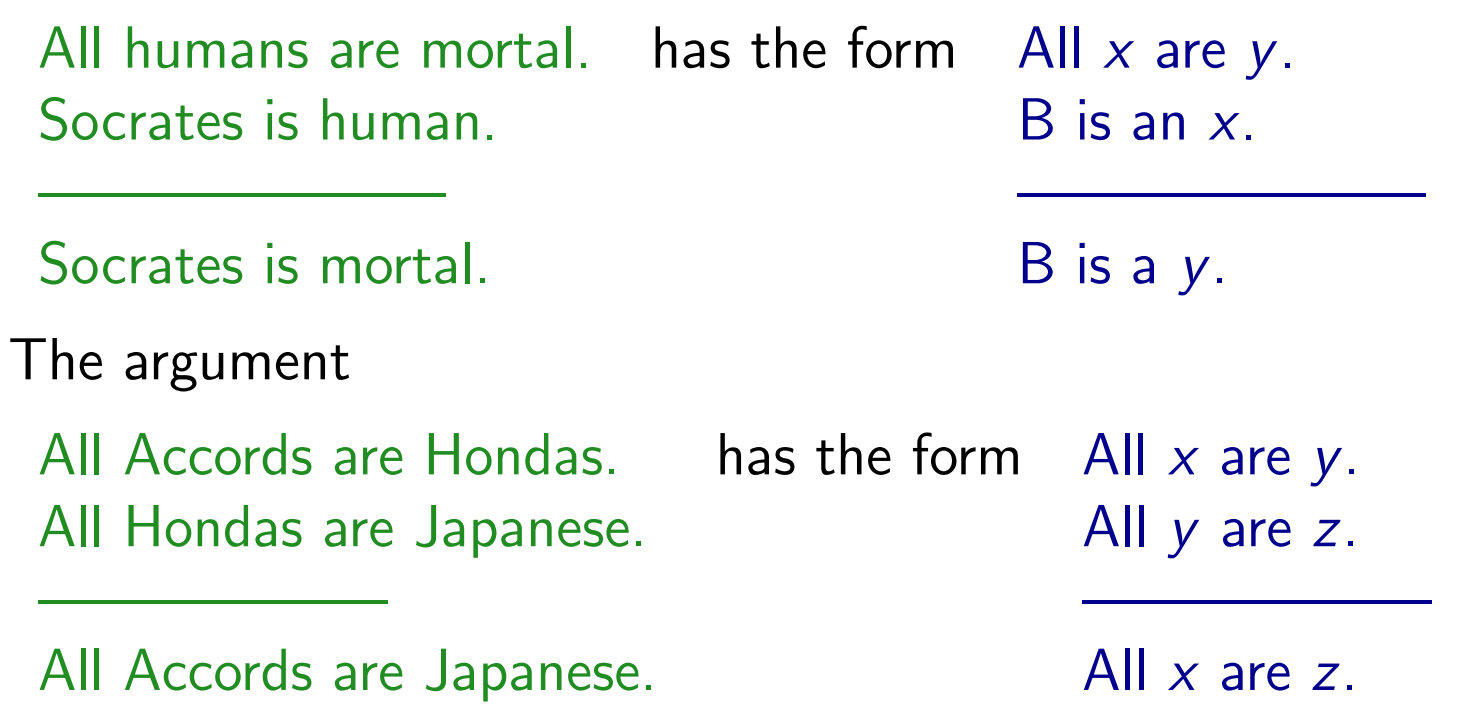 All humans are mortal. has the form All x are y.
Socrates is human. B is an x.
Socrates is mortal. B is a y.
The argument
All Accords are Hondas. has the form All x are y.
All Hondas are Japanese. All y are z.
All Accords are Japanese. All x are z.